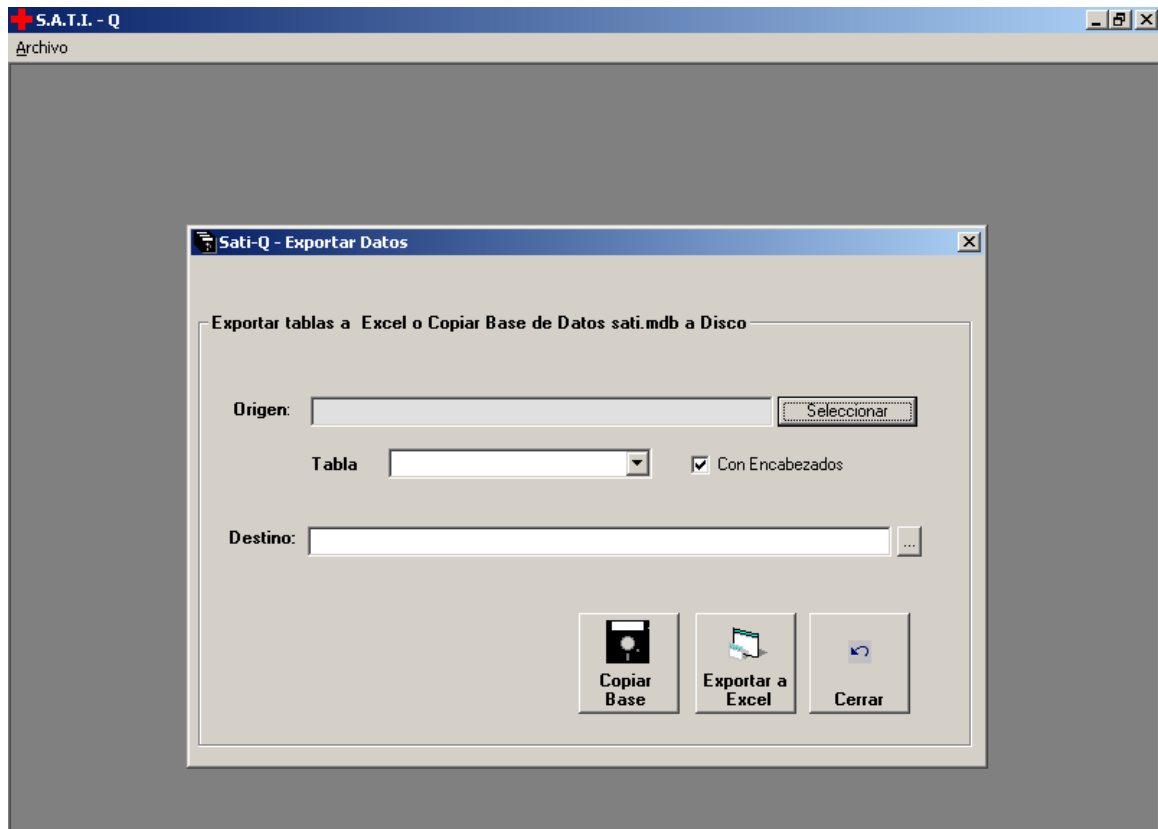 S.A.T.I. - Q
Archivo
Sati-Q - Exportar Datos
Exportar tablas a Excel o Copiar Base de Datos sati.mdb a Disco
Origen:
Seleccionar
Tabla
Con Encabezados
Destino:
...
Copiar
Base
Exportar a
Excel
Cerrar